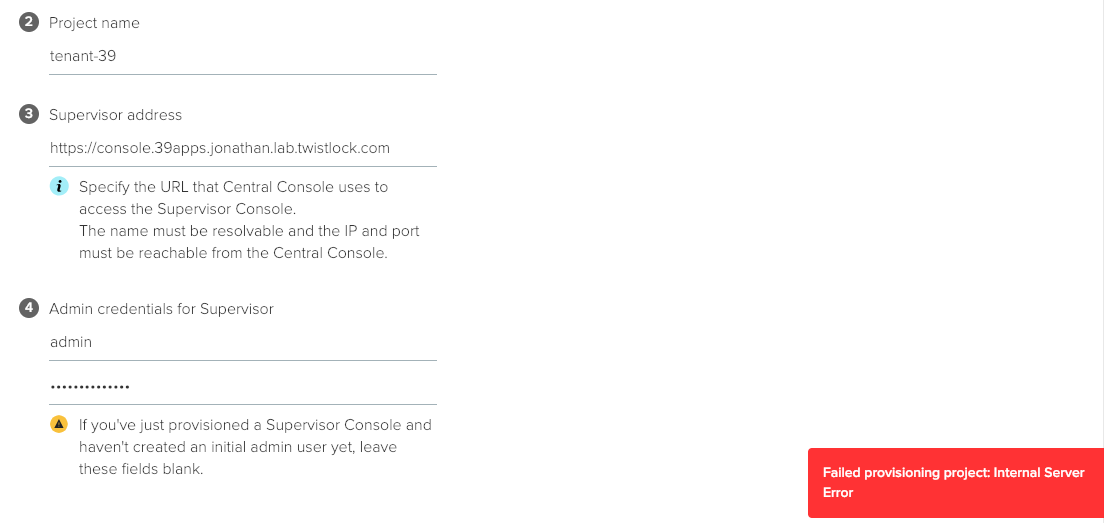 2 Project name
tenant-39
3 Supervisor address
https://console.39apps.jonathan.lab.twistlock.com
i Specify the URL that Central Console uses to
access the Supervisor Console.
The name must be resolvable and the IP and port
must be reachable from the Central Console.
4 Admin credentials for Supervisor
admin
••••••••••••••
If you've just provisioned a Supervisor Console and
haven't created an initial admin user yet, leave
these fields blank.
Failed provisioning project: Internal Server
Error